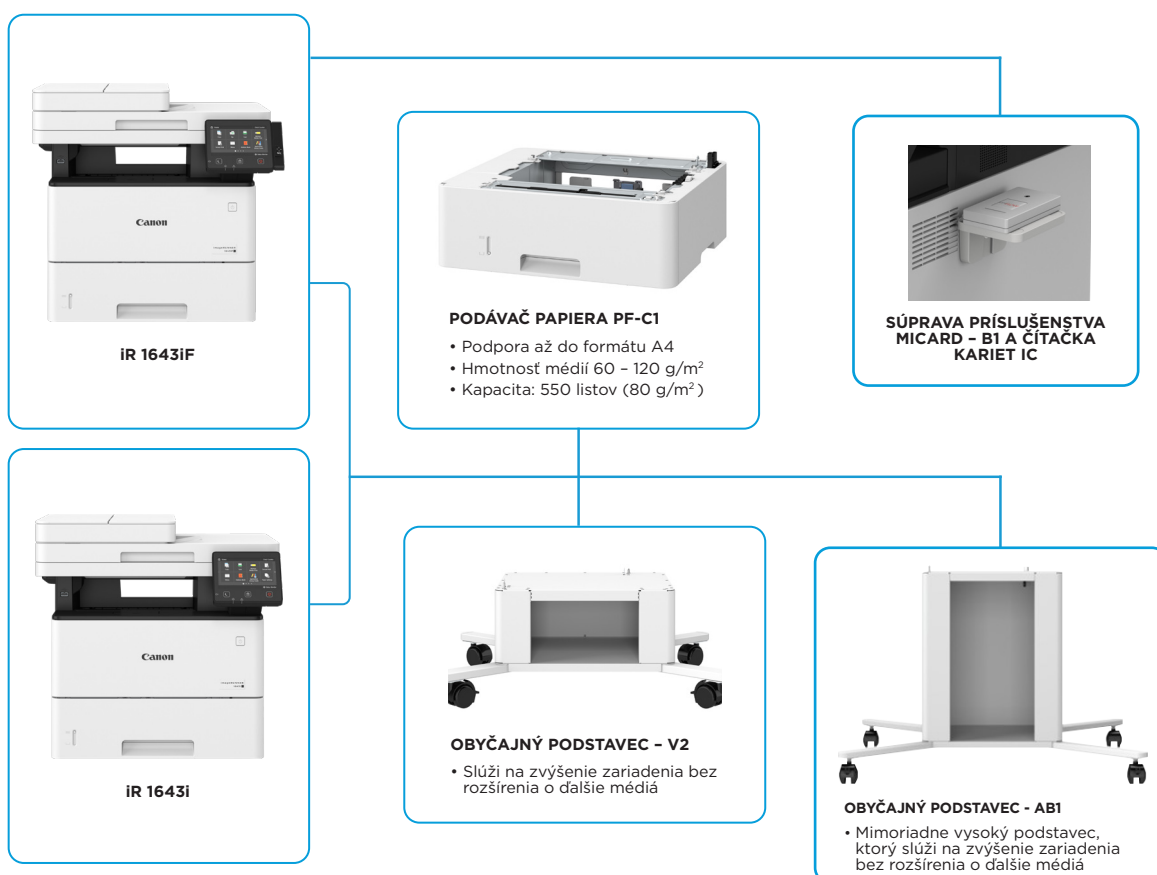 Canon
iR 1643iF
PODÁVAČ PAPIERA PF-C1
• Podpora až do formátu A4
• Hmotnosť médií 60 – 120 g/m²
• Kapacita: 550 listov (80 g/m²)
SÚPRAVA PRÍSLUŠENSTVA
MICARD – B1 A ČÍTAČKA
KARIET IC
Canon
iR 1643i
OBYČAJNÝ PODSTAVEC – V2
• Slúži na zvýšenie zariadenia bez
rozšírenia o ďalšie médiá
OBYČAJNÝ PODSTAVEC - AB1
• Mimoriadne vysoký podstavec,
ktorý slúži na zvýšenie zariadenia
bez rozšírenia o ďalšie médiá